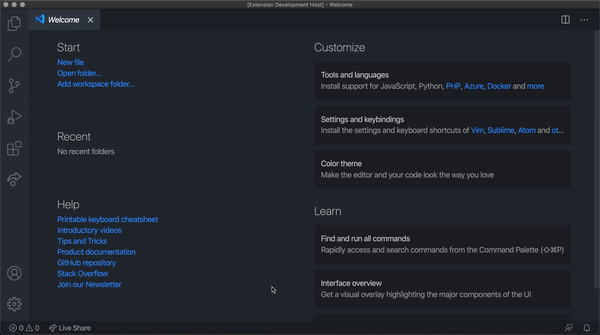 [Extension Development Host] - Welcome
Welcome
Start
New file
Open folder...
Add workspace folder...
Recent
No recent folders
Help
Printable keyboard cheatsheet
Introductory videos
Tips and Tricks
Product documentation
GitHub repository
Stack Overflow
Join our Newsletter
Customize
Tools and languages
Install support for JavaScript, Python, PHP, Azure, Docker and more
Settings and keybindings
Install the settings and keyboard shortcuts of Vim, Sublime, Atom and ot...
Color theme
Make the editor and your code look the way you love
Learn
Find and run all commands
Rapidly access and search commands from the Command Palette (⇧⌘P)
Interface overview
Get a visual overlay highlighting the major components of the UI
0 0 Live Share